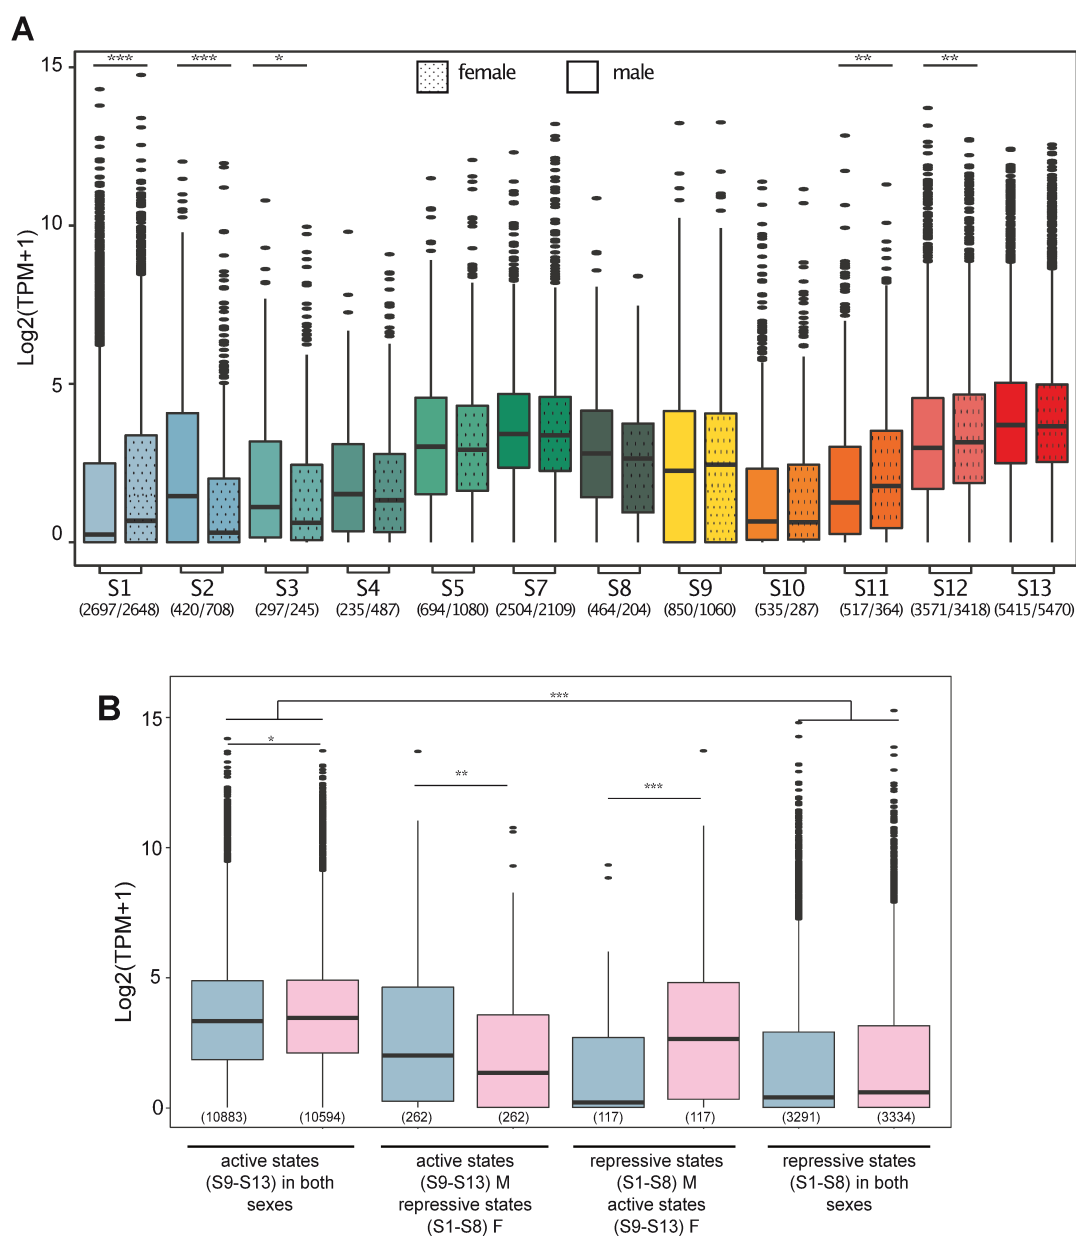 A
*** *** * ** **
female male
15
10
5
0
Log2(TPM+1)
S1 S2 S3 S4 S5 S7 S8 S9 S10 S11 S12 S13
(2697/2648) (420/708) (297/245) (235/487) (694/1080) (2504/2109) (464/204) (850/1060) (535/287) (517/364) (3571/3418) (5415/5470)
B
***
* ** ***
15
10
5
0
Log2(TPM+1)
(10883) (10594) (262) (262) (117) (117) (3291) (3334)
active states
(S9-S13) in both
sexes
active states
(S9-S13) M
repressive states
(S1-S8) F
repressive states
(S1-S8) M
active states
(S9-S13) F
repressive states
(S1-S8) in both
sexes